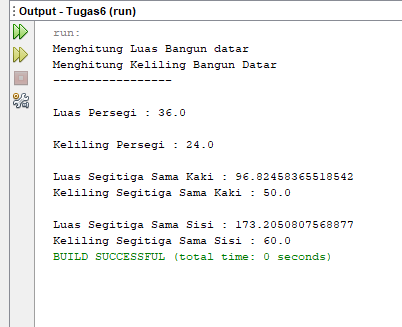 Output - Tugas6 (run)
run:
Menghitung Luas Bangun datar
Menghitung Keliling Bangun Datar
-----------------
Luas Persegi : 36.0
Keliling Persegi : 24.0
Luas Segitiga Sama Kaki : 96.82458365518542
Keliling Segitiga Sama Kaki : 50.0
Luas Segitiga Sama Sisi : 173.2050807568877
Keliling Segitiga Sama Sisi : 60.0
BUILD SUCCESSFUL (total time: 0 seconds)